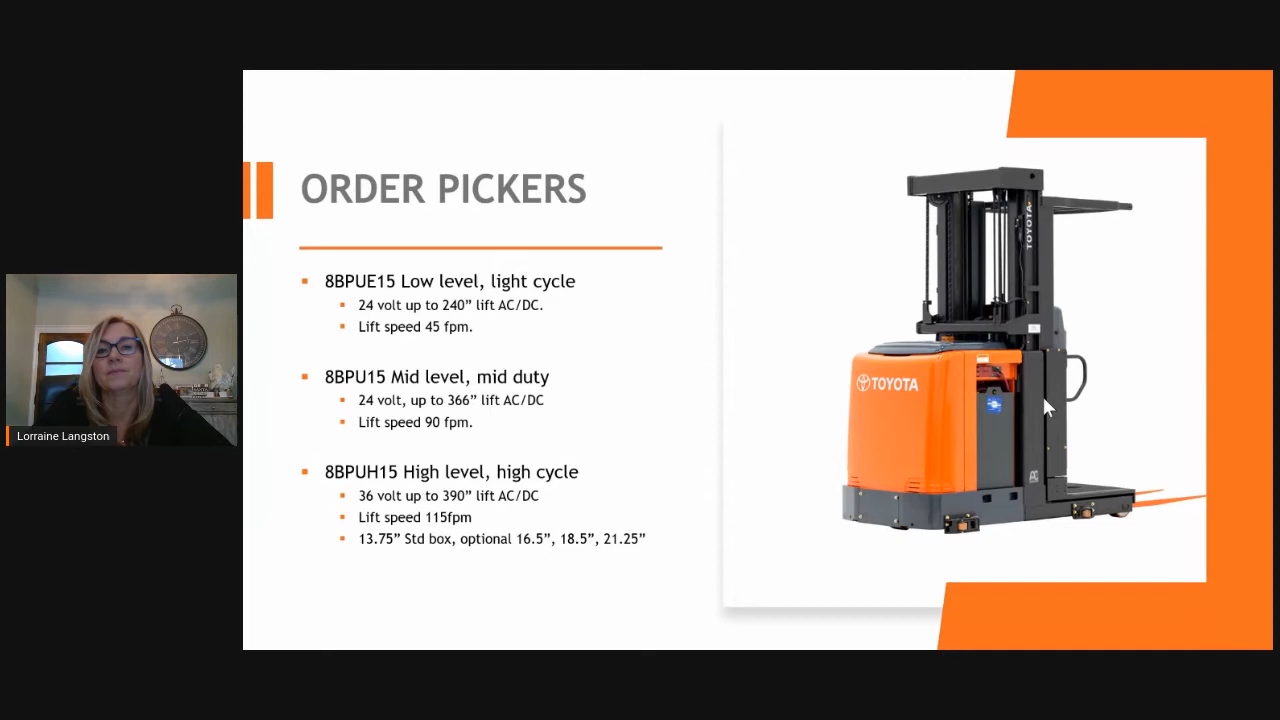 ORDER PICKERS
8BPUE15 Low level, light cycle
24 volt up to 240” lift AC/DC.
Lift speed 45 fpm.
8BPU15 Mid level, mid duty
24 volt, up to 366” lift AC/DC
Lift speed 90 fpm.
8BPUH15 High level, high cycle
36 volt up to 390” lift AC/DC
Lift speed 115fpm
13.75” Std box, optional 16.5”, 18.5”, 21.25”
TOYOTA
TOYOTA
AC
Lorraine Langston